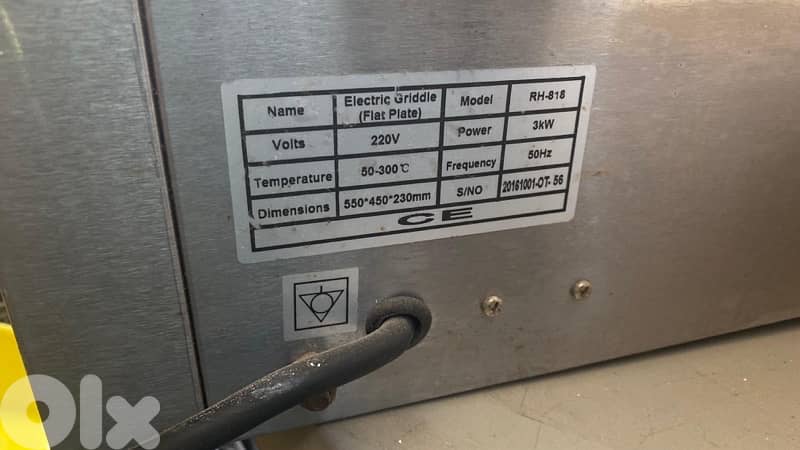 Name Electric Griddle (Flat Plate) Model RH-818
Volts 220V Power 3kW
Temperature 50-300℃ Frequency 50Hz
Dimensions 550*450*230mm S/NO 20161001-OT- 56
CE
OLX